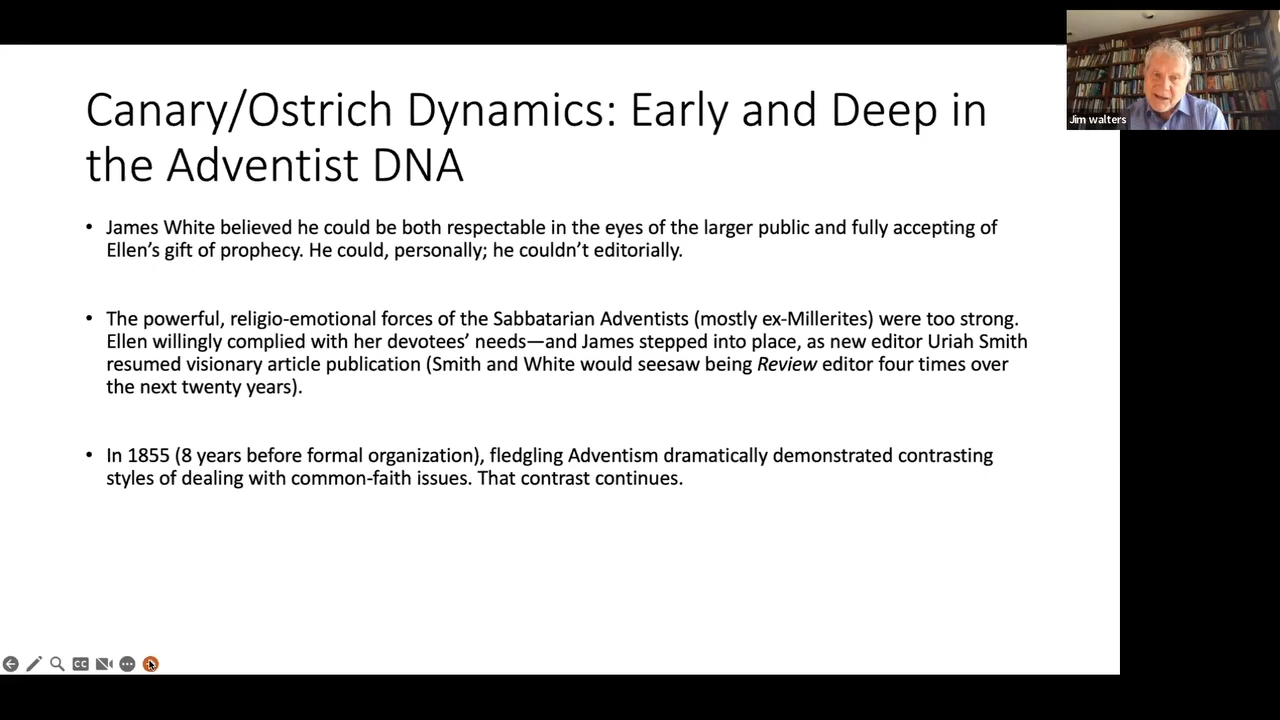 Canary/Ostrich Dynamics: Early and Deep in
the Adventist DNA
• James White believed he could be both respectable in the eyes of the larger public and fully accepting of
Ellen’s gift of prophecy. He could, personally; he couldn’t editorially.
• The powerful, religio-emotional forces of the Sabbatarian Adventists (mostly ex-Millerites) were too strong.
Ellen willingly complied with her devotees’ needs—and James stepped into place, as new editor Uriah Smith
resumed visionary article publication (Smith and White would seesaw being Review editor four times over
the next twenty years).
• In 1855 (8 years before formal organization), fledgling Adventism dramatically demonstrated contrasting
styles of dealing with common-faith issues. That contrast continues.
Jim walters
CC